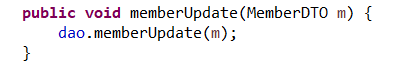 public void memberUpdate(MemberDTO m) {
    dao.memberUpdate(m);
}